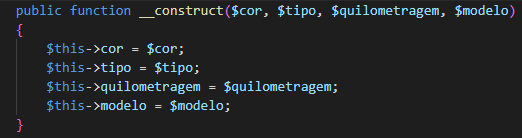 public function __construct($cor, $tipo, $quilometragem, $modelo)
{
    $this->cor = $cor;
    $this->tipo = $tipo;
    $this->quilometragem = $quilometragem;
    $this->modelo = $modelo;
}